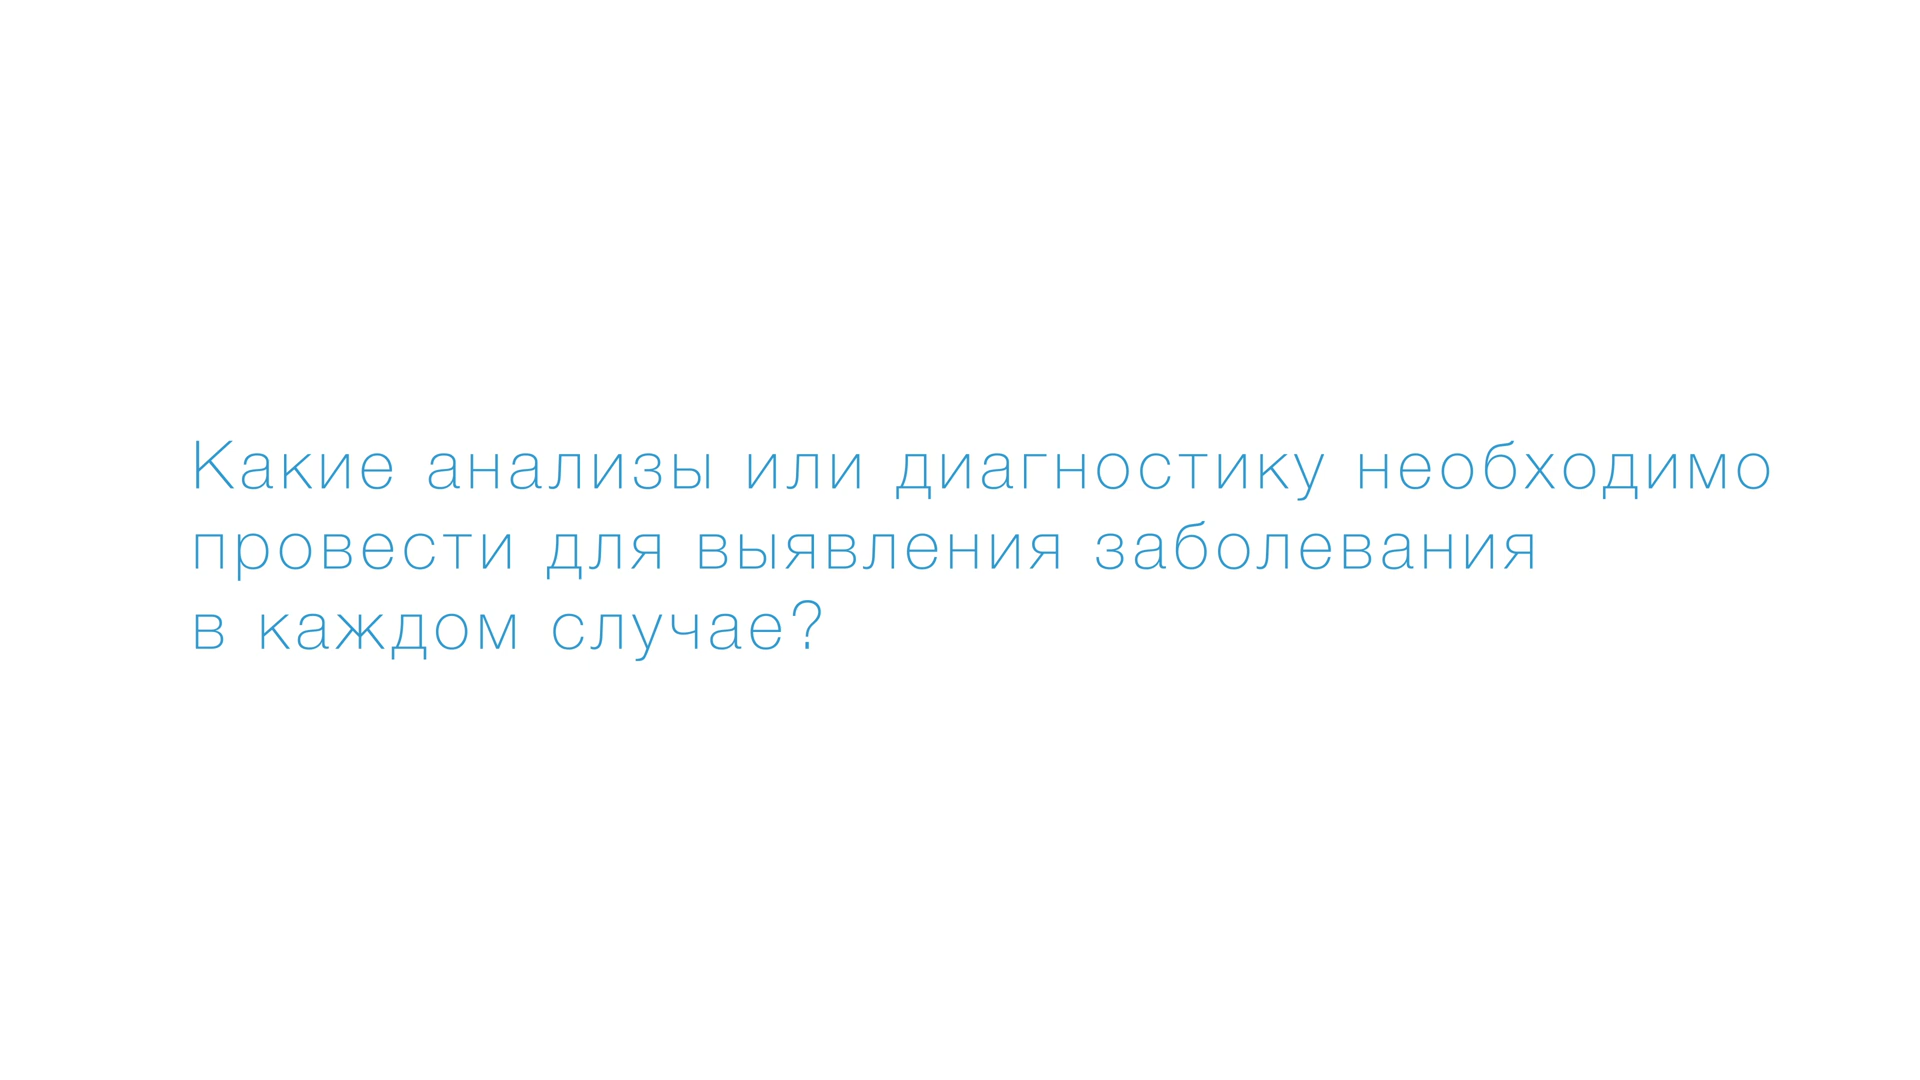 Какие анализы или диагностику необходимо
провести для выявления заболевания
в каждом случае?